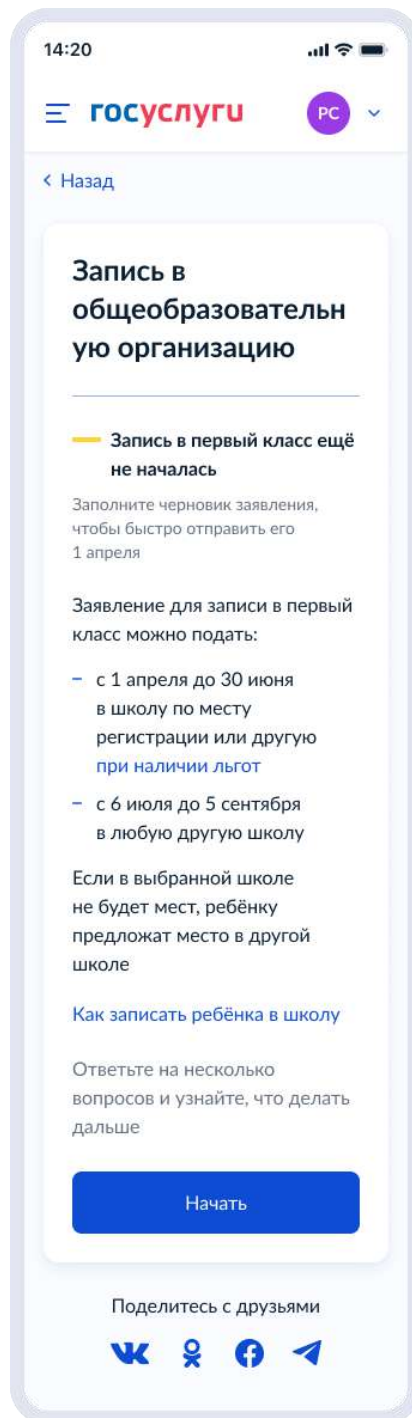 14:20
госуслуги
РС
Назад
Запись в
общеобразовательн
ую организацию
Запись в первый класс ещё
не началась
Заполните черновик заявления,
чтобы быстро отправить его
1 апреля
Заявление для записи в первый
класс можно подать:
– с 1 апреля до 30 июня
в школу по месту
регистрации или другую
при наличии льгот
– с 6 июля до 5 сентября
в любую другую школу
Если в выбранной школе
не будет мест, ребёнку
предложат место в другой
школе
Как записать ребёнка в школу
Ответьте на несколько
вопросов и узнайте, что делать
дальше
Начать
Поделитесь с друзьями